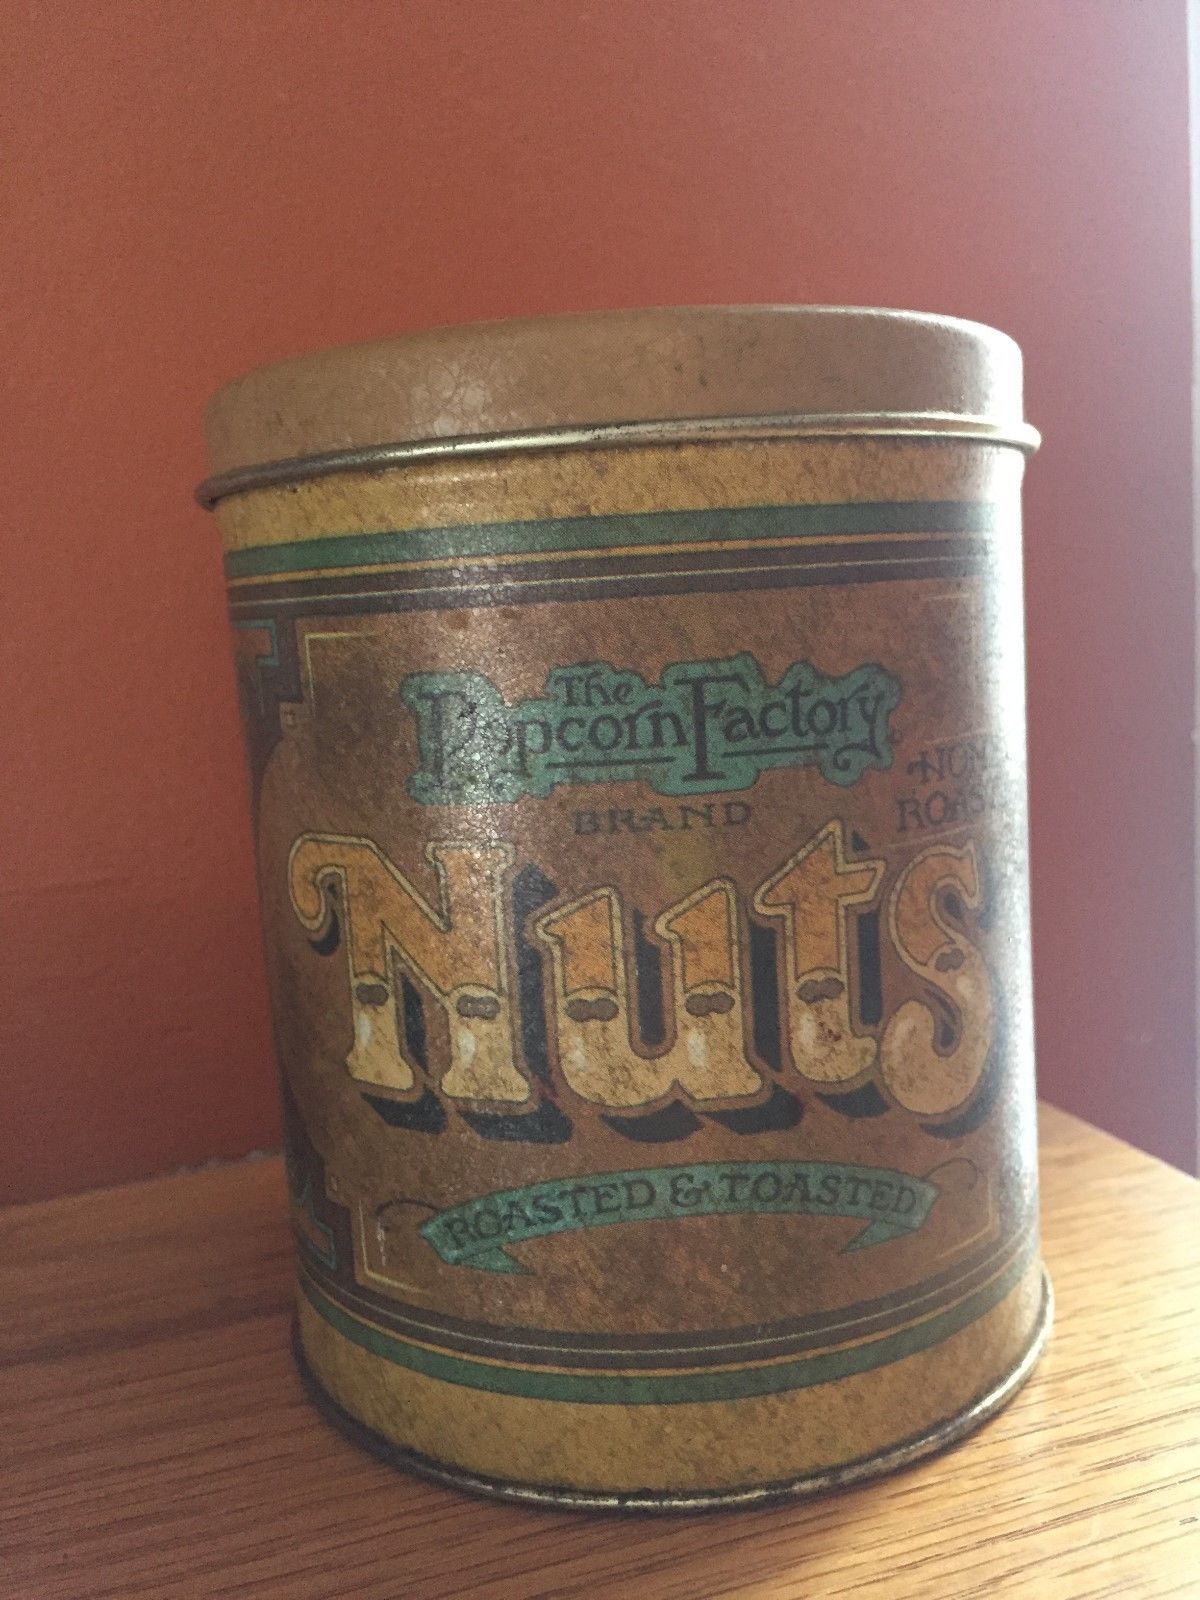 The
Popcorn Factory
BRAND
Nuts
ROASTED & TOASTED